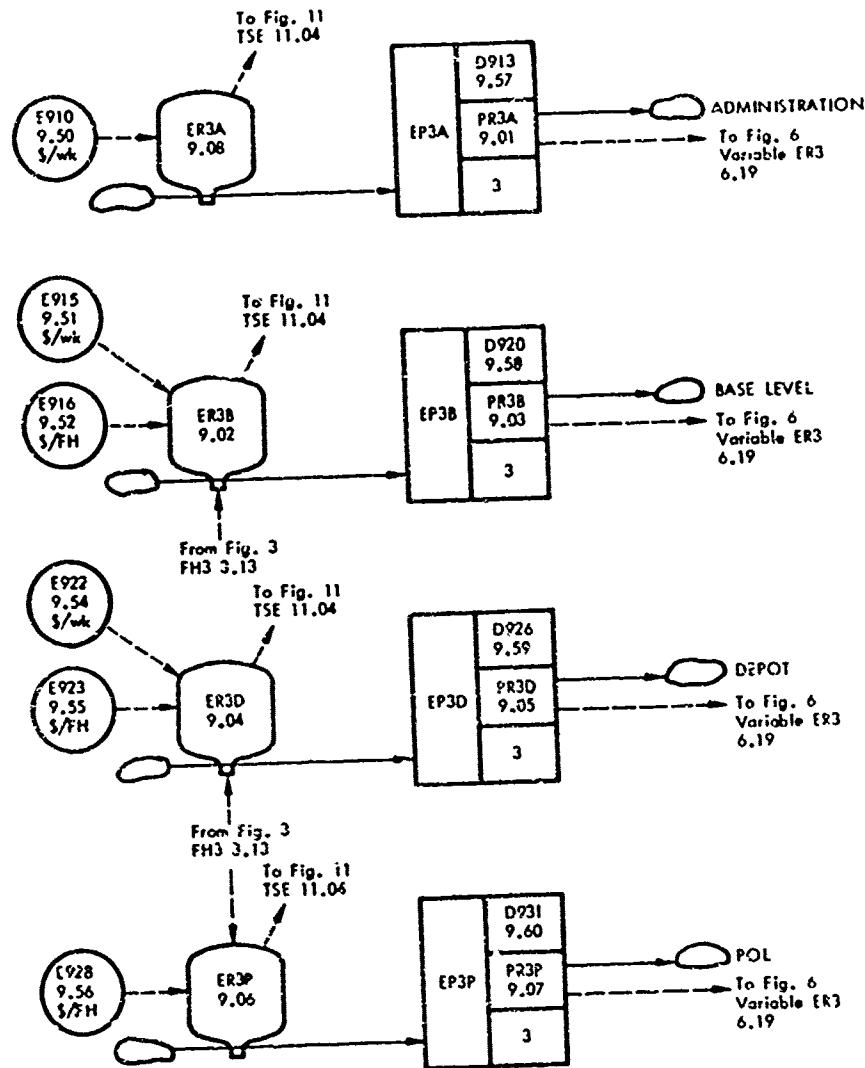 To Fig. 11
TSE 11.04
E910
9.50
$/wk
ER3A
9.08
EP3A
D913
9.57
PR3A
9.01
3
ADMINISTRATION
To Fig. 6
Variable ER3
6.19
E915
9.51
$/wk
E916
9.52
$/FH
To Fig. 11
TSE 11.04
ER3B
9.02
From Fig. 3
FH3 3.13
EP3B
D920
9.58
PR3B
9.03
3
BASE LEVEL
To Fig. 6
Variable ER3
6.19
E922
9.54
$/wk
E923
9.55
$/FH
To Fig. 11
TSE 11.04
ER3D
9.04
From Fig. 3
FH3 3.13
EP3D
D926
9.59
PR3D
9.05
3
DEPOT
To Fig. 6
Variable ER3
6.19
E928
9.56
$/FH
To Fig. 11
TSE 11.06
ER3P
9.06
EP3P
D931
9.60
PR3P
9.07
3
POL
To Fig. 6
Variable ER3
6.19